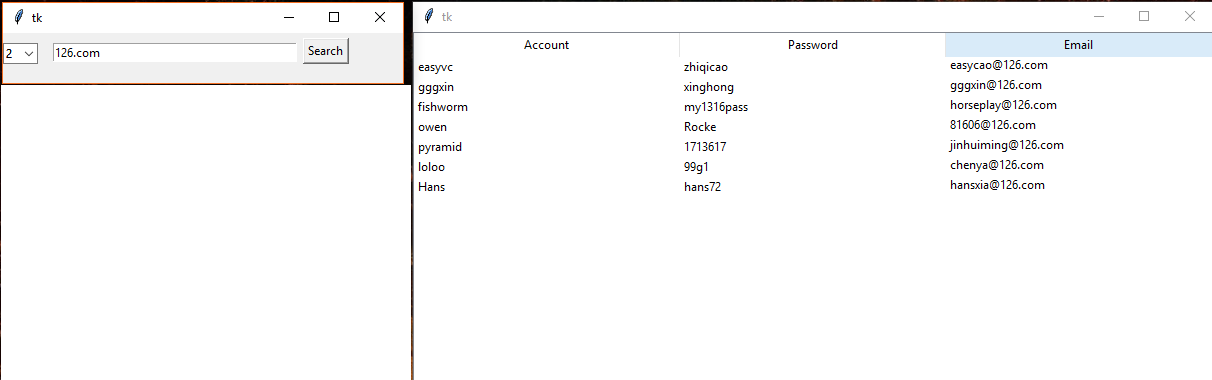 tk
2 126.com Search
tk
Account Password Email
easyvc zhiqicao easycao@126.com
gggxin xinghong gggxin@126.com
fishworm my1316pass horseplay@126.com
owen Rocke 81606@126.com
pyramid 1713617 jinhuiming@126.com
loloo 99g1 chenya@126.com
Hans hans72 hansxia@126.com